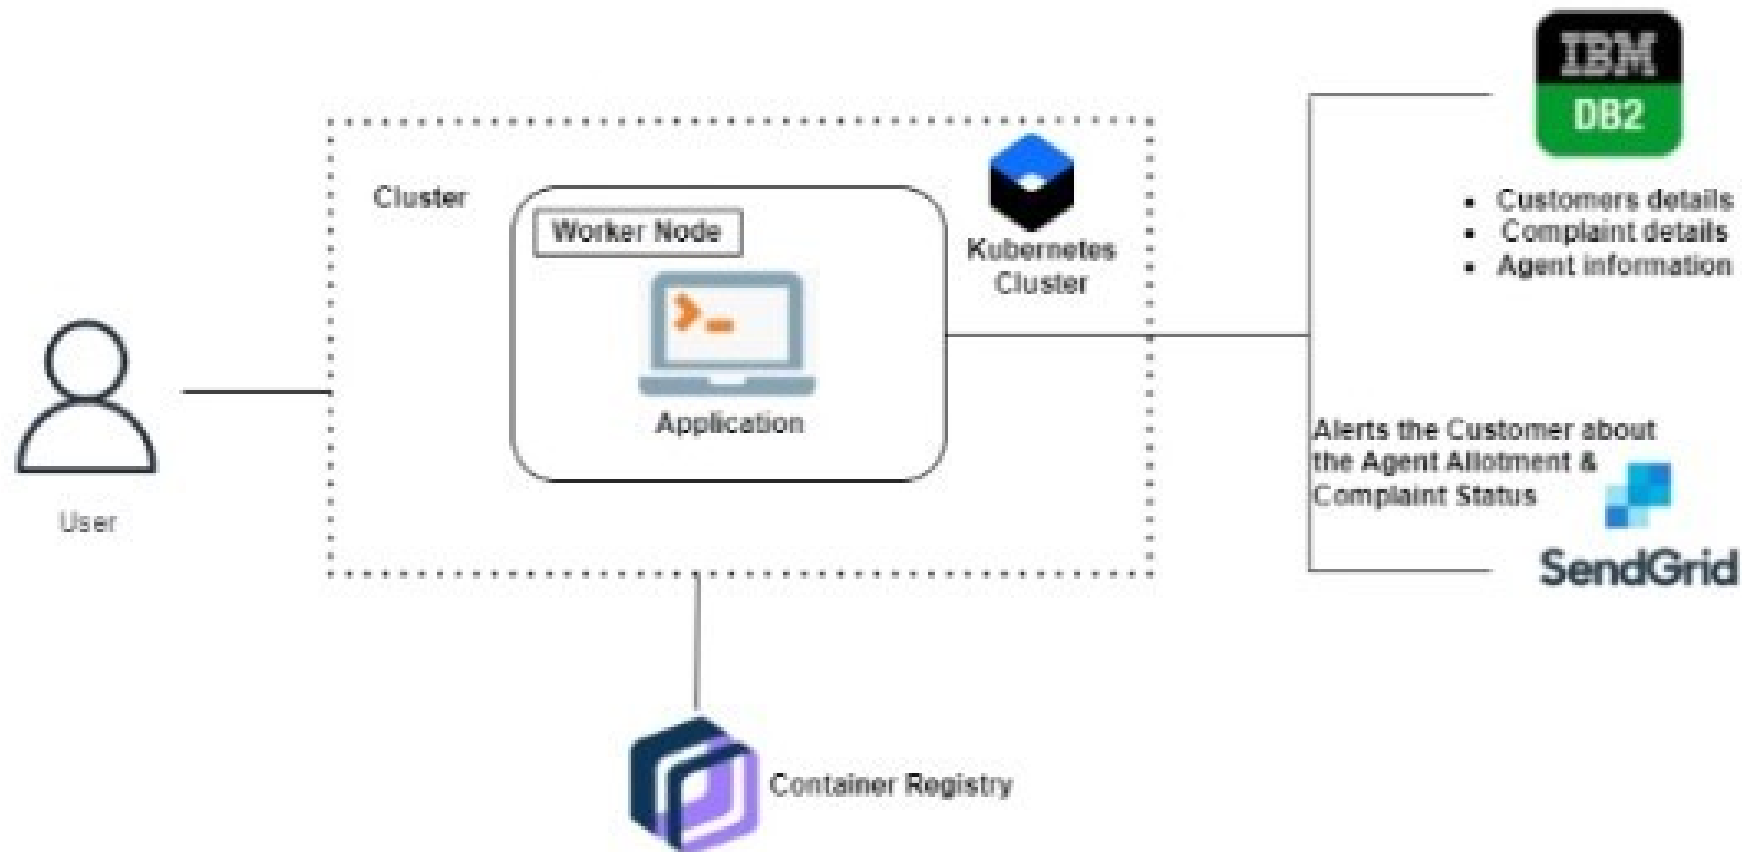 IBM
DB2
Cluster
Worker Node
Kubernetes
Cluster
• Customers details
• Complaint details
• Agent information
Application
User
Alerts the Customer about
the Agent Allotment &
Complaint Status
SendGrid
Container Registry